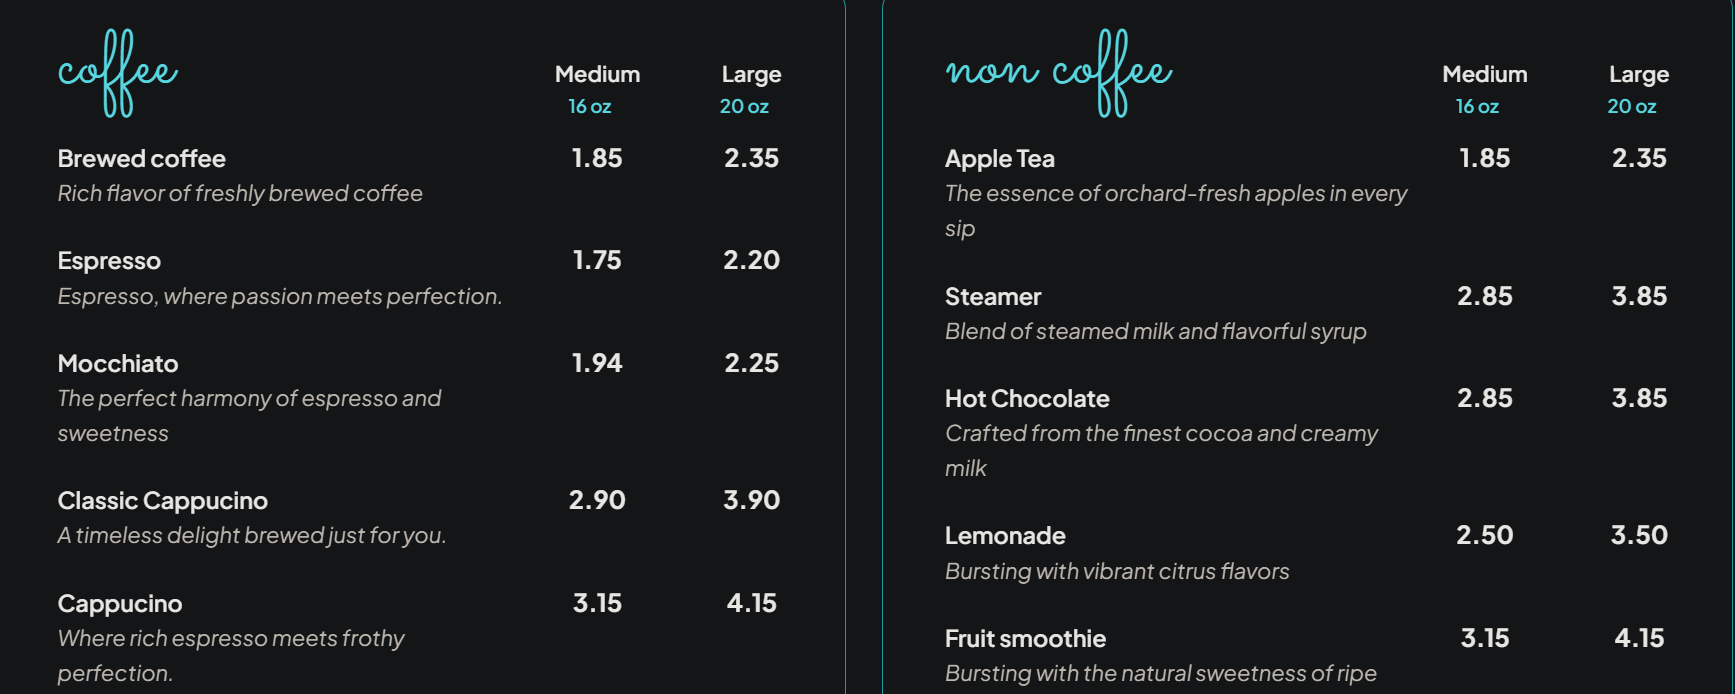 coffee
Medium Large
16 oz 20 oz
Brewed coffee 1.85 2.35
Rich flavor of freshly brewed coffee
Espresso 1.75 2.20
Espresso, where passion meets perfection.
Mocchiato 1.94 2.25
The perfect harmony of espresso and
sweetness
Classic Cappucino 2.90 3.90
A timeless delight brewed just for you.
Cappucino 3.15 4.15
Where rich espresso meets frothy
perfection.
non coffee
Medium Large
16 oz 20 oz
Apple Tea 1.85 2.35
The essence of orchard-fresh apples in every
sip
Steamer 2.85 3.85
Blend of steamed milk and flavorful syrup
Hot Chocolate 2.85 3.85
Crafted from the finest cocoa and creamy
milk
Lemonade 2.50 3.50
Bursting with vibrant citrus flavors
Fruit smoothie 3.15 4.15
Bursting with the natural sweetness of ripe